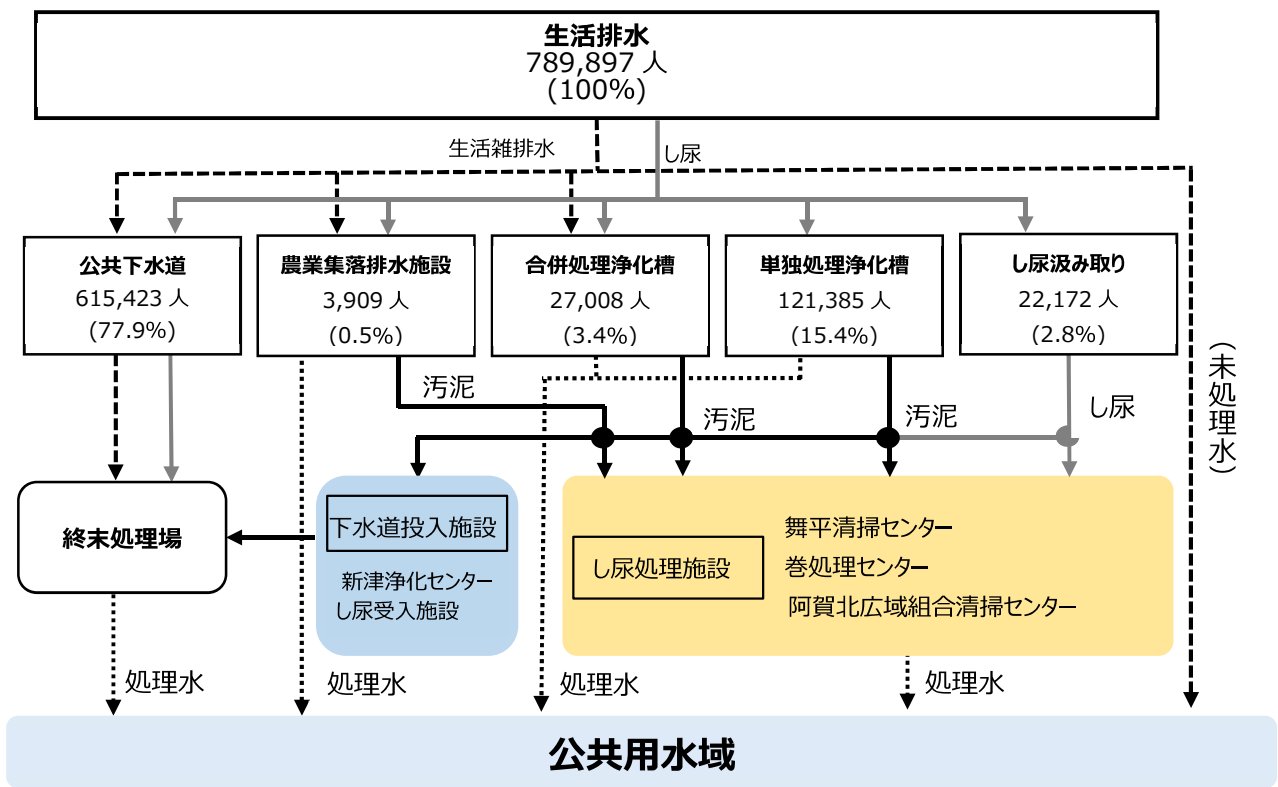 生活排水
789,897 人
(100%)
生活雑排水
し尿
公共下水道
615,423 人
(77.9%)
農業集落排水施設
3,909 人
(0.5%)
合併処理浄化槽
27,008 人
(3.4%)
単独処理浄化槽
121,385 人
(15.4%)
し尿汲み取り
22,172 人
(2.8%)
(未処理水)
汚泥
汚泥
汚泥
し尿
終末処理場
下水道投入施設
新津浄化センター
し尿受入施設
し尿処理施設
舞平清掃センター
巻処理センター
阿賀北広域組合清掃センター
処理水
処理水
処理水
処理水
公共用水域